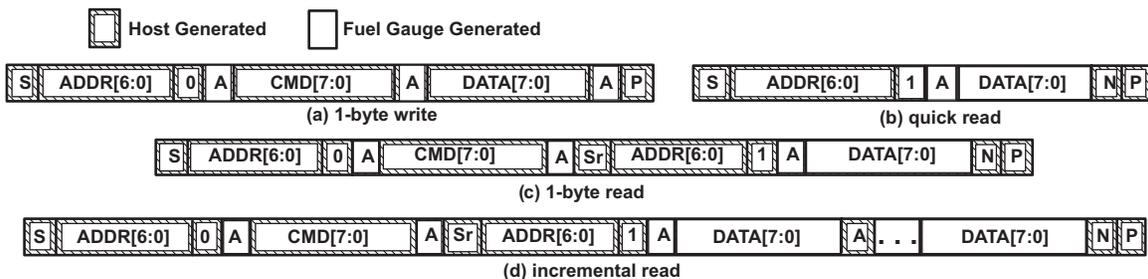 Host Generated Fuel Gauge Generated
S ADDR[6:0] 0 A CMD[7:0] A DATA[7:0] A P S ADDR[6:0] 1 A DATA[7:0] N P
(a) 1-byte write (b) quick read
S ADDR[6:0] 0 A CMD[7:0] A Sr ADDR[6:0] 1 A DATA[7:0] N P
(c) 1-byte read
S ADDR[6:0] 0 A CMD[7:0] A Sr ADDR[6:0] 1 A DATA[7:0] A . . . DATA[7:0] N P
(d) incremental read